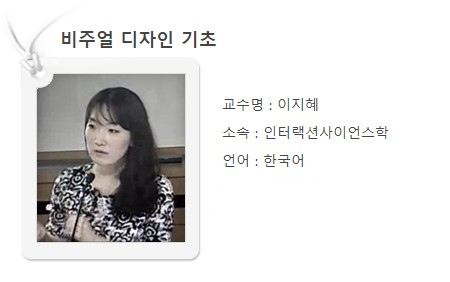 비주얼 디자인 기초
교수명 : 이지혜
소속 : 인터랙션사이언스학
언어 : 한국어